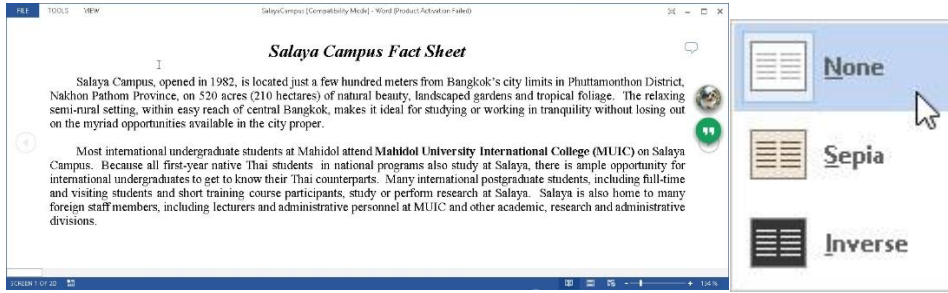 FILE TOOLS VIEW SalayaCampus [Compatibility Mode] - Word (Product Activation Failed)
Salaya Campus Fact Sheet
Salaya Campus, opened in 1982, is located just a few hundred meters from Bangkok's city limits in Phuttamonthon District,
Nakhon Pathom Province, on 520 acres (210 hectares) of natural beauty, landscaped gardens and tropical foliage. The relaxing
semi-rural setting, within easy reach of central Bangkok, makes it ideal for studying or working in tranquility without losing out
on the myriad opportunities available in the city proper.
Most international undergraduate students at Mahidol attend Mahidol University International College (MUIC) on Salaya
Campus. Because all first-year native Thai students in national programs also study at Salaya, there is ample opportunity for
international undergraduates to get to know their Thai counterparts. Many international postgraduate students, including full-time
and visiting students and short training course participants, study or perform research at Salaya. Salaya is also home to many
foreign staff members, including lecturers and administrative personnel at MUIC and other academic, research and administrative
divisions.
SCREEN 1 OF 20 154%
None
Sepia
Inverse